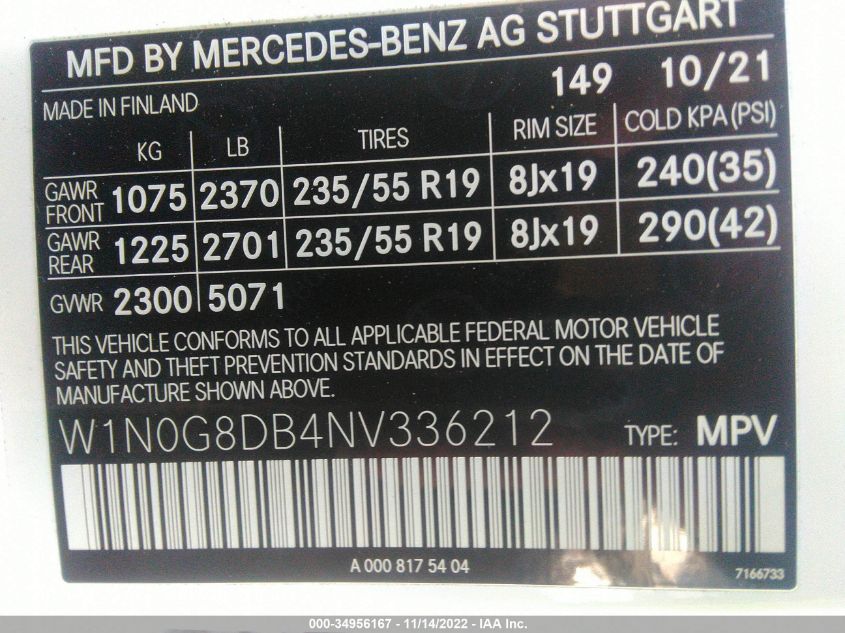 MFD BY MERCEDES-BENZ AG STUTTGART
149 10/21
MADE IN FINLAND
KG LB TIRES RIM SIZE COLD KPA (PSI)
GAWR FRONT 1075 2370 235/55 R19 8Jx19 240(35)
GAWR REAR 1225 2701 235/55 R19 8Jx19 290(42)
GVWR 2300 5071
THIS VEHICLE CONFORMS TO ALL APPLICABLE FEDERAL MOTOR VEHICLE
SAFETY AND THEFT PREVENTION STANDARDS IN EFFECT ON THE DATE OF
MANUFACTURE SHOWN ABOVE.
W1N0G8DB4NV336212 TYPE: MPV
A 000 817 54 04
7166733
000-34956167 - 11/14/2022 - IAA Inc.